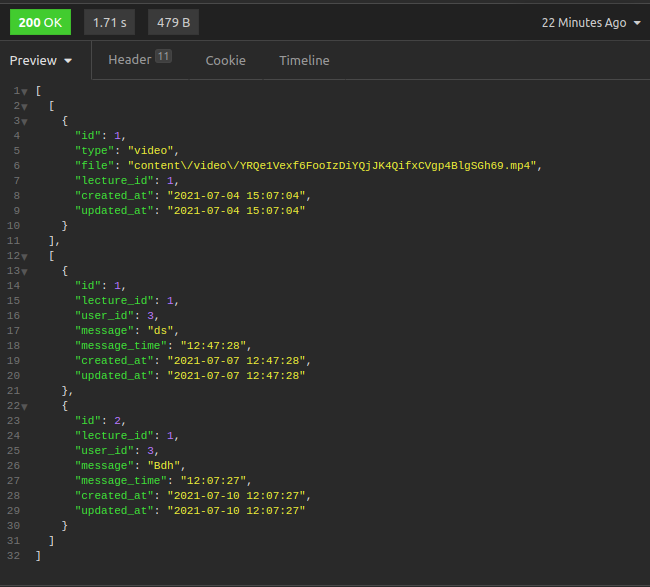 200 OK 1.71 s 479 B 22 Minutes Ago
Preview Header 11 Cookie Timeline
1 [
2 [
3 {
4 "id": 1,
5 "type": "video",
6 "file": "content\/video\/YRQe1Vexf6FooIzDiYQjJK4QifxCVgp4BlgSGh69.mp4",
7 "lecture_id": 1,
8 "created_at": "2021-07-04 15:07:04",
9 "updated_at": "2021-07-04 15:07:04"
10 }
11 ],
12 [
13 {
14 "id": 1,
15 "lecture_id": 1,
16 "user_id": 3,
17 "message": "ds",
18 "message_time": "12:47:28",
19 "created_at": "2021-07-07 12:47:28",
20 "updated_at": "2021-07-07 12:47:28"
21 },
22 {
23 "id": 2,
24 "lecture_id": 1,
25 "user_id": 3,
26 "message": "Bdh",
27 "message_time": "12:07:27",
28 "created_at": "2021-07-10 12:07:27",
29 "updated_at": "2021-07-10 12:07:27"
30 }
31 ]
32 ]